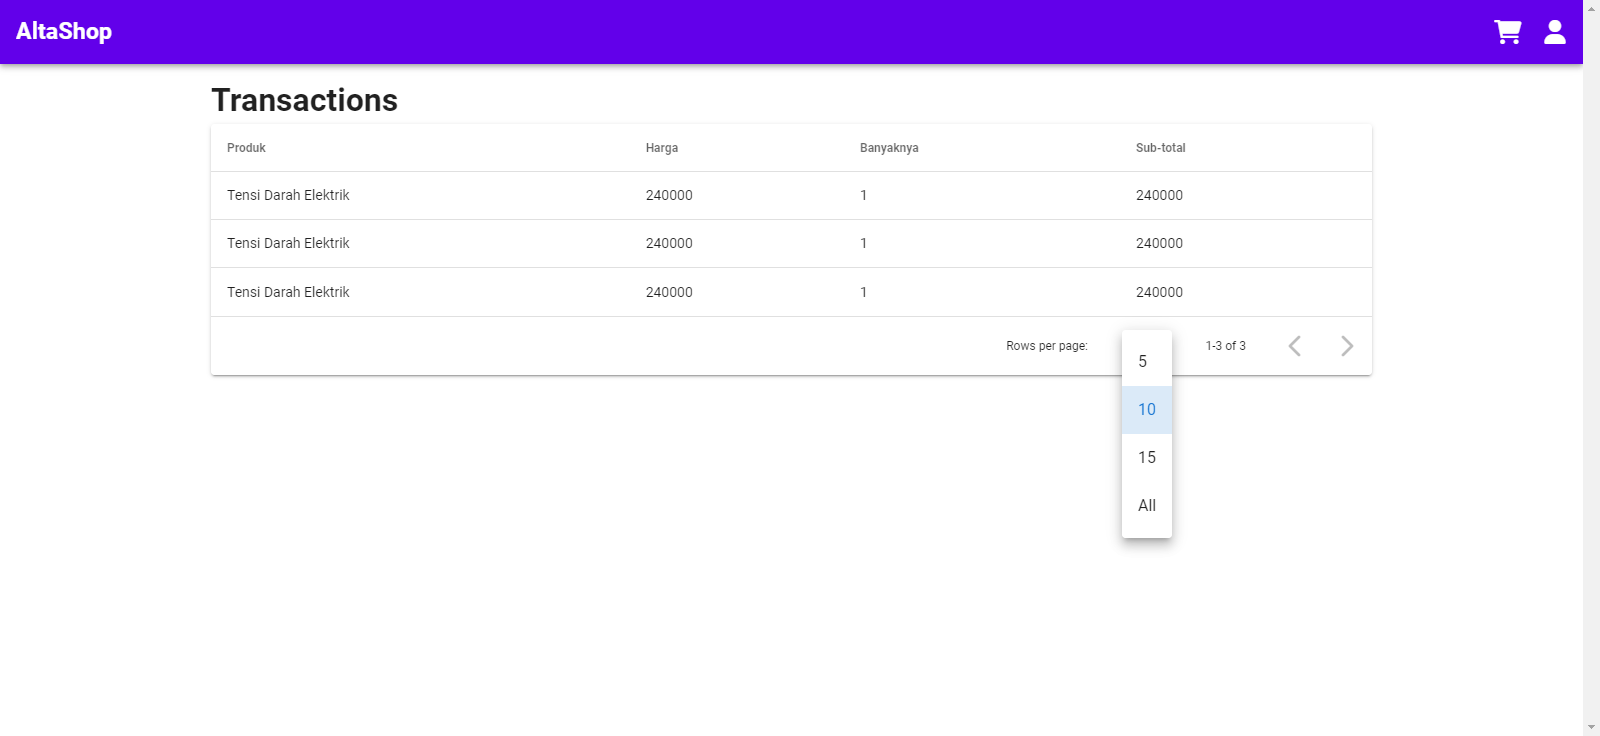 AltaShop
Transactions
Produk Harga Banyaknya Sub-total
Tensi Darah Elektrik 240000 1 240000
Tensi Darah Elektrik 240000 1 240000
Tensi Darah Elektrik 240000 1 240000
Rows per page: 1-3 of 3
5
10
15
All